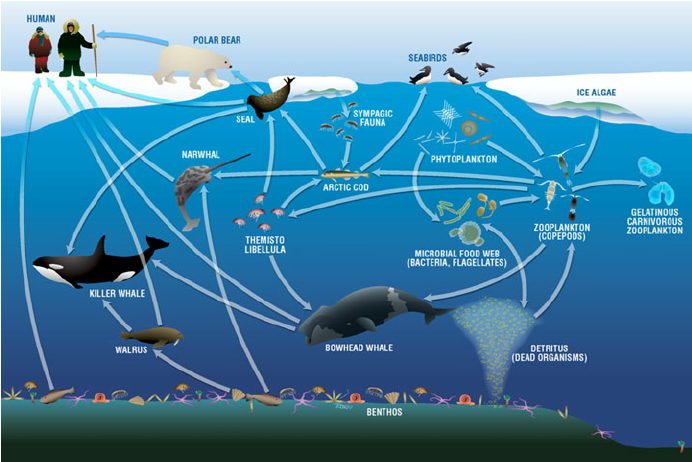 HUMAN
POLAR BEAR
SEABIRDS
ICE ALGAE
SEAL
SYMPAGIC
FAUNA
NARWHAL
PHYTOPLANKTON
ARCTIC COD
GELATINOUS
CARNIVOROUS
ZOOPLANKTON
ZOOPLANKTON
(COPEPODS)
THEMISTO
LIBELLULA
MICROBIAL FOOD WEB
(BACTERIA, FLAGELLATES)
KILLER WHALE
WALRUS
BOWHEAD WHALE
DETRITUS
(DEAD ORGANISMS)
BENTHOS